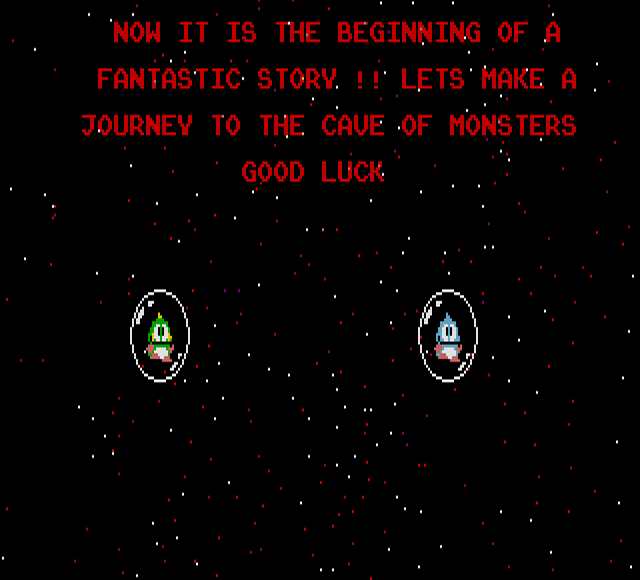 NOW IT IS THE BEGINNING OF A
FANTASTIC STORY !! LETS MAKE A
JOURNEY TO THE CAVE OF MONSTERS
GOOD LUCK